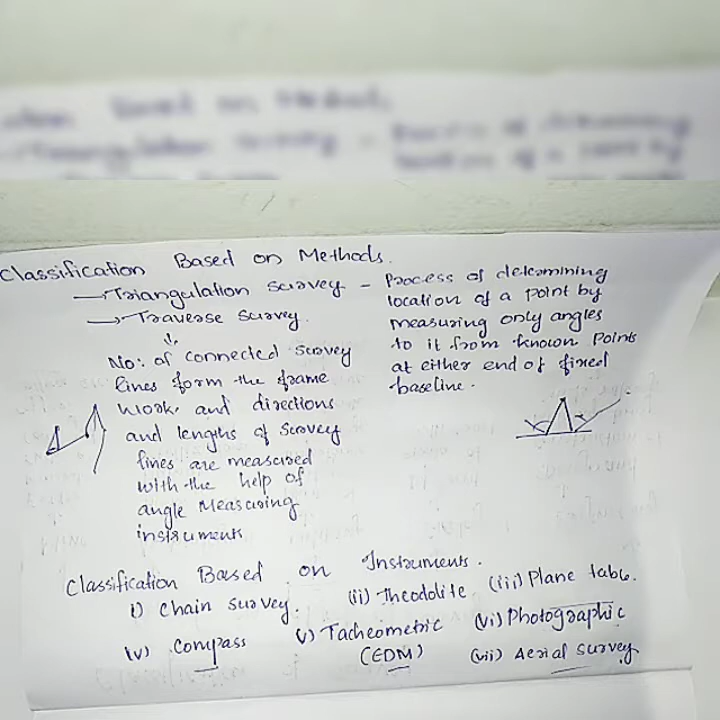 Classification Based on Methods.
→ Triangulation survey - Process of determining
location of a point by
measuring only angles
to it from known points
at either end of fixed
baseline.
→ Traverse survey.
No: of connected survey
lines form the frame
work, and directions
and lengths of survey
lines are measured
with the help of
angle measuring
instruments
Classification Based on Instruments.
i) Chain survey. (ii) Theodolite (iii) Plane table.
iv) Compass v) Tacheometric (vi) Photographic
(EDM) (vii) Aerial survey